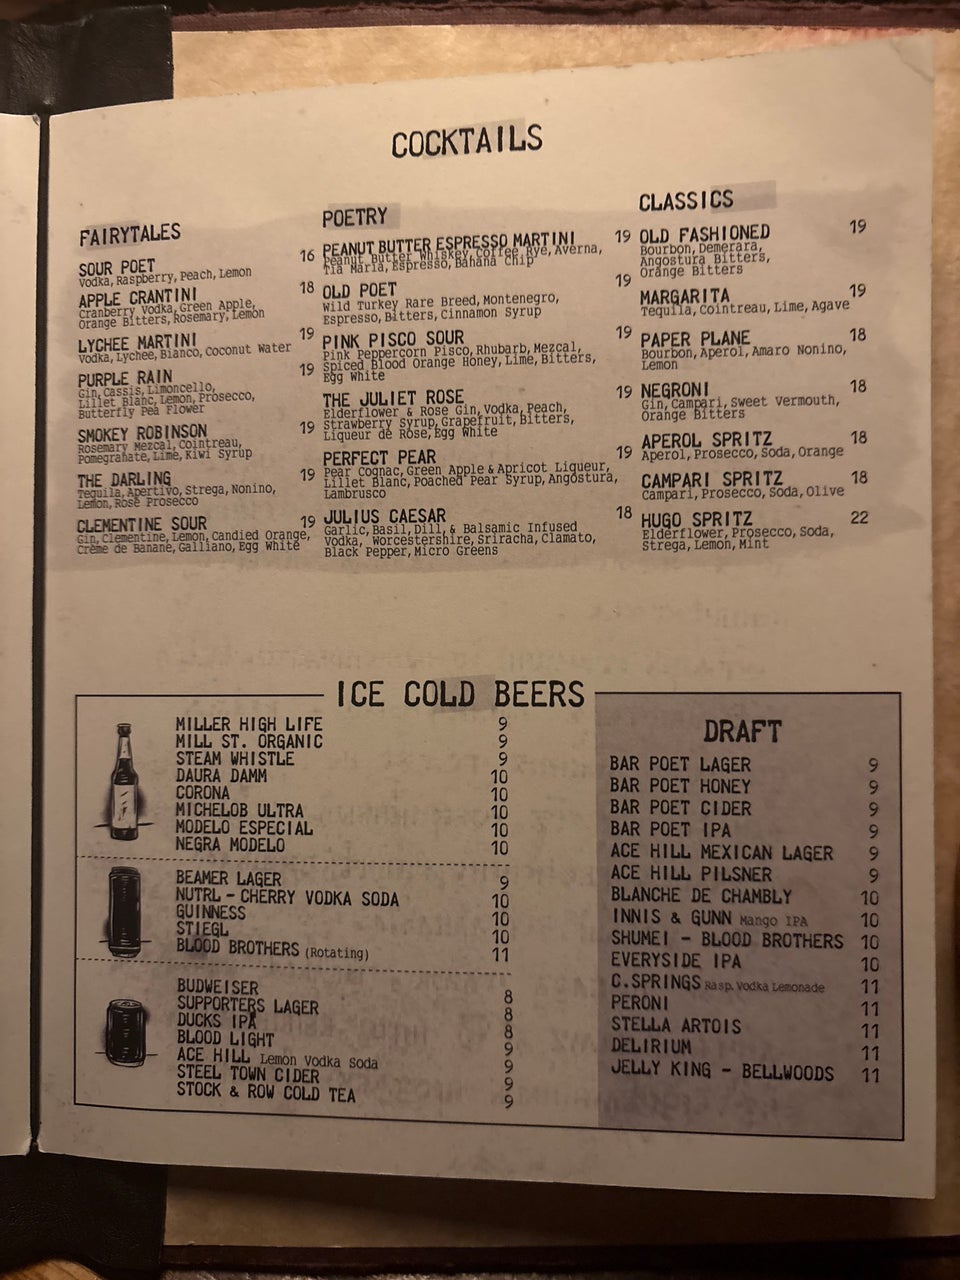 COCKTAILS
FAIRYTALES
SOUR POET 16
Vodka, Raspberry, Peach, Lemon
APPLE CRANTINI 18
Cranberry Vodka, Green Apple,
Orange Bitters, Rosemary, Lemon
LYCHEE MARTINI 19
Vodka, Lychee, Bianco, Coconut Water
PURPLE RAIN 19
Gin, Cassis, Limoncello,
Lillet Blanc, Lemon, Prosecco,
Butterfly Pea Flower
SMOKEY ROBINSON 19
Rosemary Mezcal, Cointreau,
Pomegranate, Lime, Kiwi Syrup
THE DARLING 19
Tequila, Apertivo, Strega, Nonino,
Lemon, Rosé Prosecco
CLEMENTINE SOUR 19
Gin, Clementine, Lemon, Candied Orange,
Crème de Banane, Galliano, Egg White
POETRY
PEANUT BUTTER ESPRESSO MARTINI 19
Peanut Butter Whiskey, Coffee Rye, Averna,
Tia Maria, Espresso, Banana Chip
OLD POET 19
Wild Turkey Rare Breed, Montenegro,
Espresso, Bitters, Cinnamon Syrup
PINK PISCO SOUR 19
Pink Peppercorn Pisco, Rhubarb, Mezcal,
Spiced Blood Orange Honey, Lime, Bitters,
Egg White
THE JULIET ROSE 19
Elderflower & Rose Gin, Vodka, Peach,
Strawberry Syrup, Grapefruit, Bitters,
Liqueur de Rose, Egg White
PERFECT PEAR 19
Pear Cognac, Green Apple & Apricot Liqueur,
Lillet Blanc, Poached Pear Syrup, Angostura,
Lambrusco
JULIUS CAESAR 18
Garlic, Basil, Dill, & Balsamic Infused
Vodka, Worcestershire, Sriracha, Clamato,
Black Pepper, Micro Greens
CLASSICS
OLD FASHIONED 19
Bourbon, Demerara,
Angostura Bitters,
Orange Bitters
MARGARITA 19
Tequila, Cointreau, Lime, Agave
PAPER PLANE 18
Bourbon, Aperol, Amaro Nonino,
Lemon
NEGRONI 18
Gin, Campari, Sweet Vermouth,
Orange Bitters
APEROL SPRITZ 18
Aperol, Prosecco, Soda, Orange
CAMPARI SPRITZ 18
Campari, Prosecco, Soda, Olive
HUGO SPRITZ 22
Elderflower, Prosecco, Soda,
Strega, Lemon, Mint
ICE COLD BEERS
MILLER HIGH LIFE 9
MILL ST. ORGANIC 9
STEAM WHISTLE 9
DAURA DAMM 10
CORONA 10
MICHELOB ULTRA 10
MODELO ESPECIAL 10
NEGRA MODELO 10
BEAMER LAGER 9
NUTRL - CHERRY VODKA SODA 10
GUINNESS 10
STIEGL 10
BLOOD BROTHERS (Rotating) 11
BUDWEISER 8
SUPPORTERS LAGER 8
DUCKS IPA 8
BLOOD LIGHT 9
ACE HILL Lemon Vodka Soda 9
STEEL TOWN CIDER 9
STOCK & ROW COLD TEA 9
DRAFT
BAR POET LAGER 9
BAR POET HONEY 9
BAR POET CIDER 9
BAR POET IPA 9
ACE HILL MEXICAN LAGER 9
ACE HILL PILSNER 9
BLANCHE DE CHAMBLY 10
INNIS & GUNN Mango IPA 10
SHUMEI - BLOOD BROTHERS 10
EVERYSIDE IPA 10
C.SPRINGS Rasp. Vodka Lemonade 11
PERONI 11
STELLA ARTOIS 11
DELIRIUM 11
JELLY KING - BELLWOODS 11